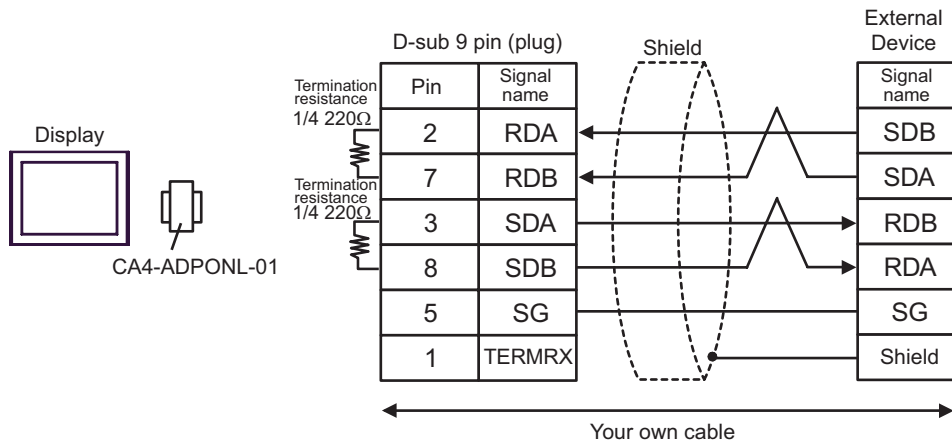 External
Device
D-sub 9 pin (plug)
Shield
Termination
resistance
1/4 220Ω
Pin
Signal
name
Signal
name
Display
2
RDA
SDB
7
RDB
SDA
Termination
resistance
1/4 220Ω
3
SDA
RDB
CA4-ADPONL-01
8
SDB
RDA
5
SG
SG
1
TERMRX
Shield
Your own cable